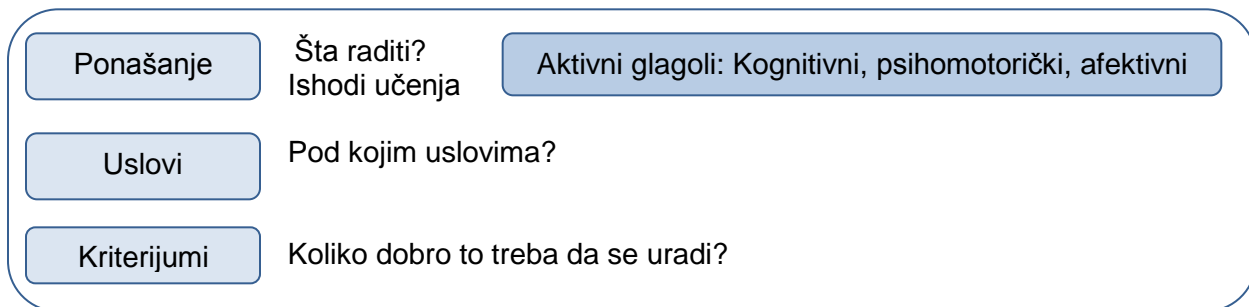 Ponašanje
Šta raditi?
Ishodi učenja
Aktivni glagoli: Kognitivni, psihomotorički, afektivni
Uslovi
Pod kojim uslovima?
Kriterijumi
Koliko dobro to treba da se uradi?